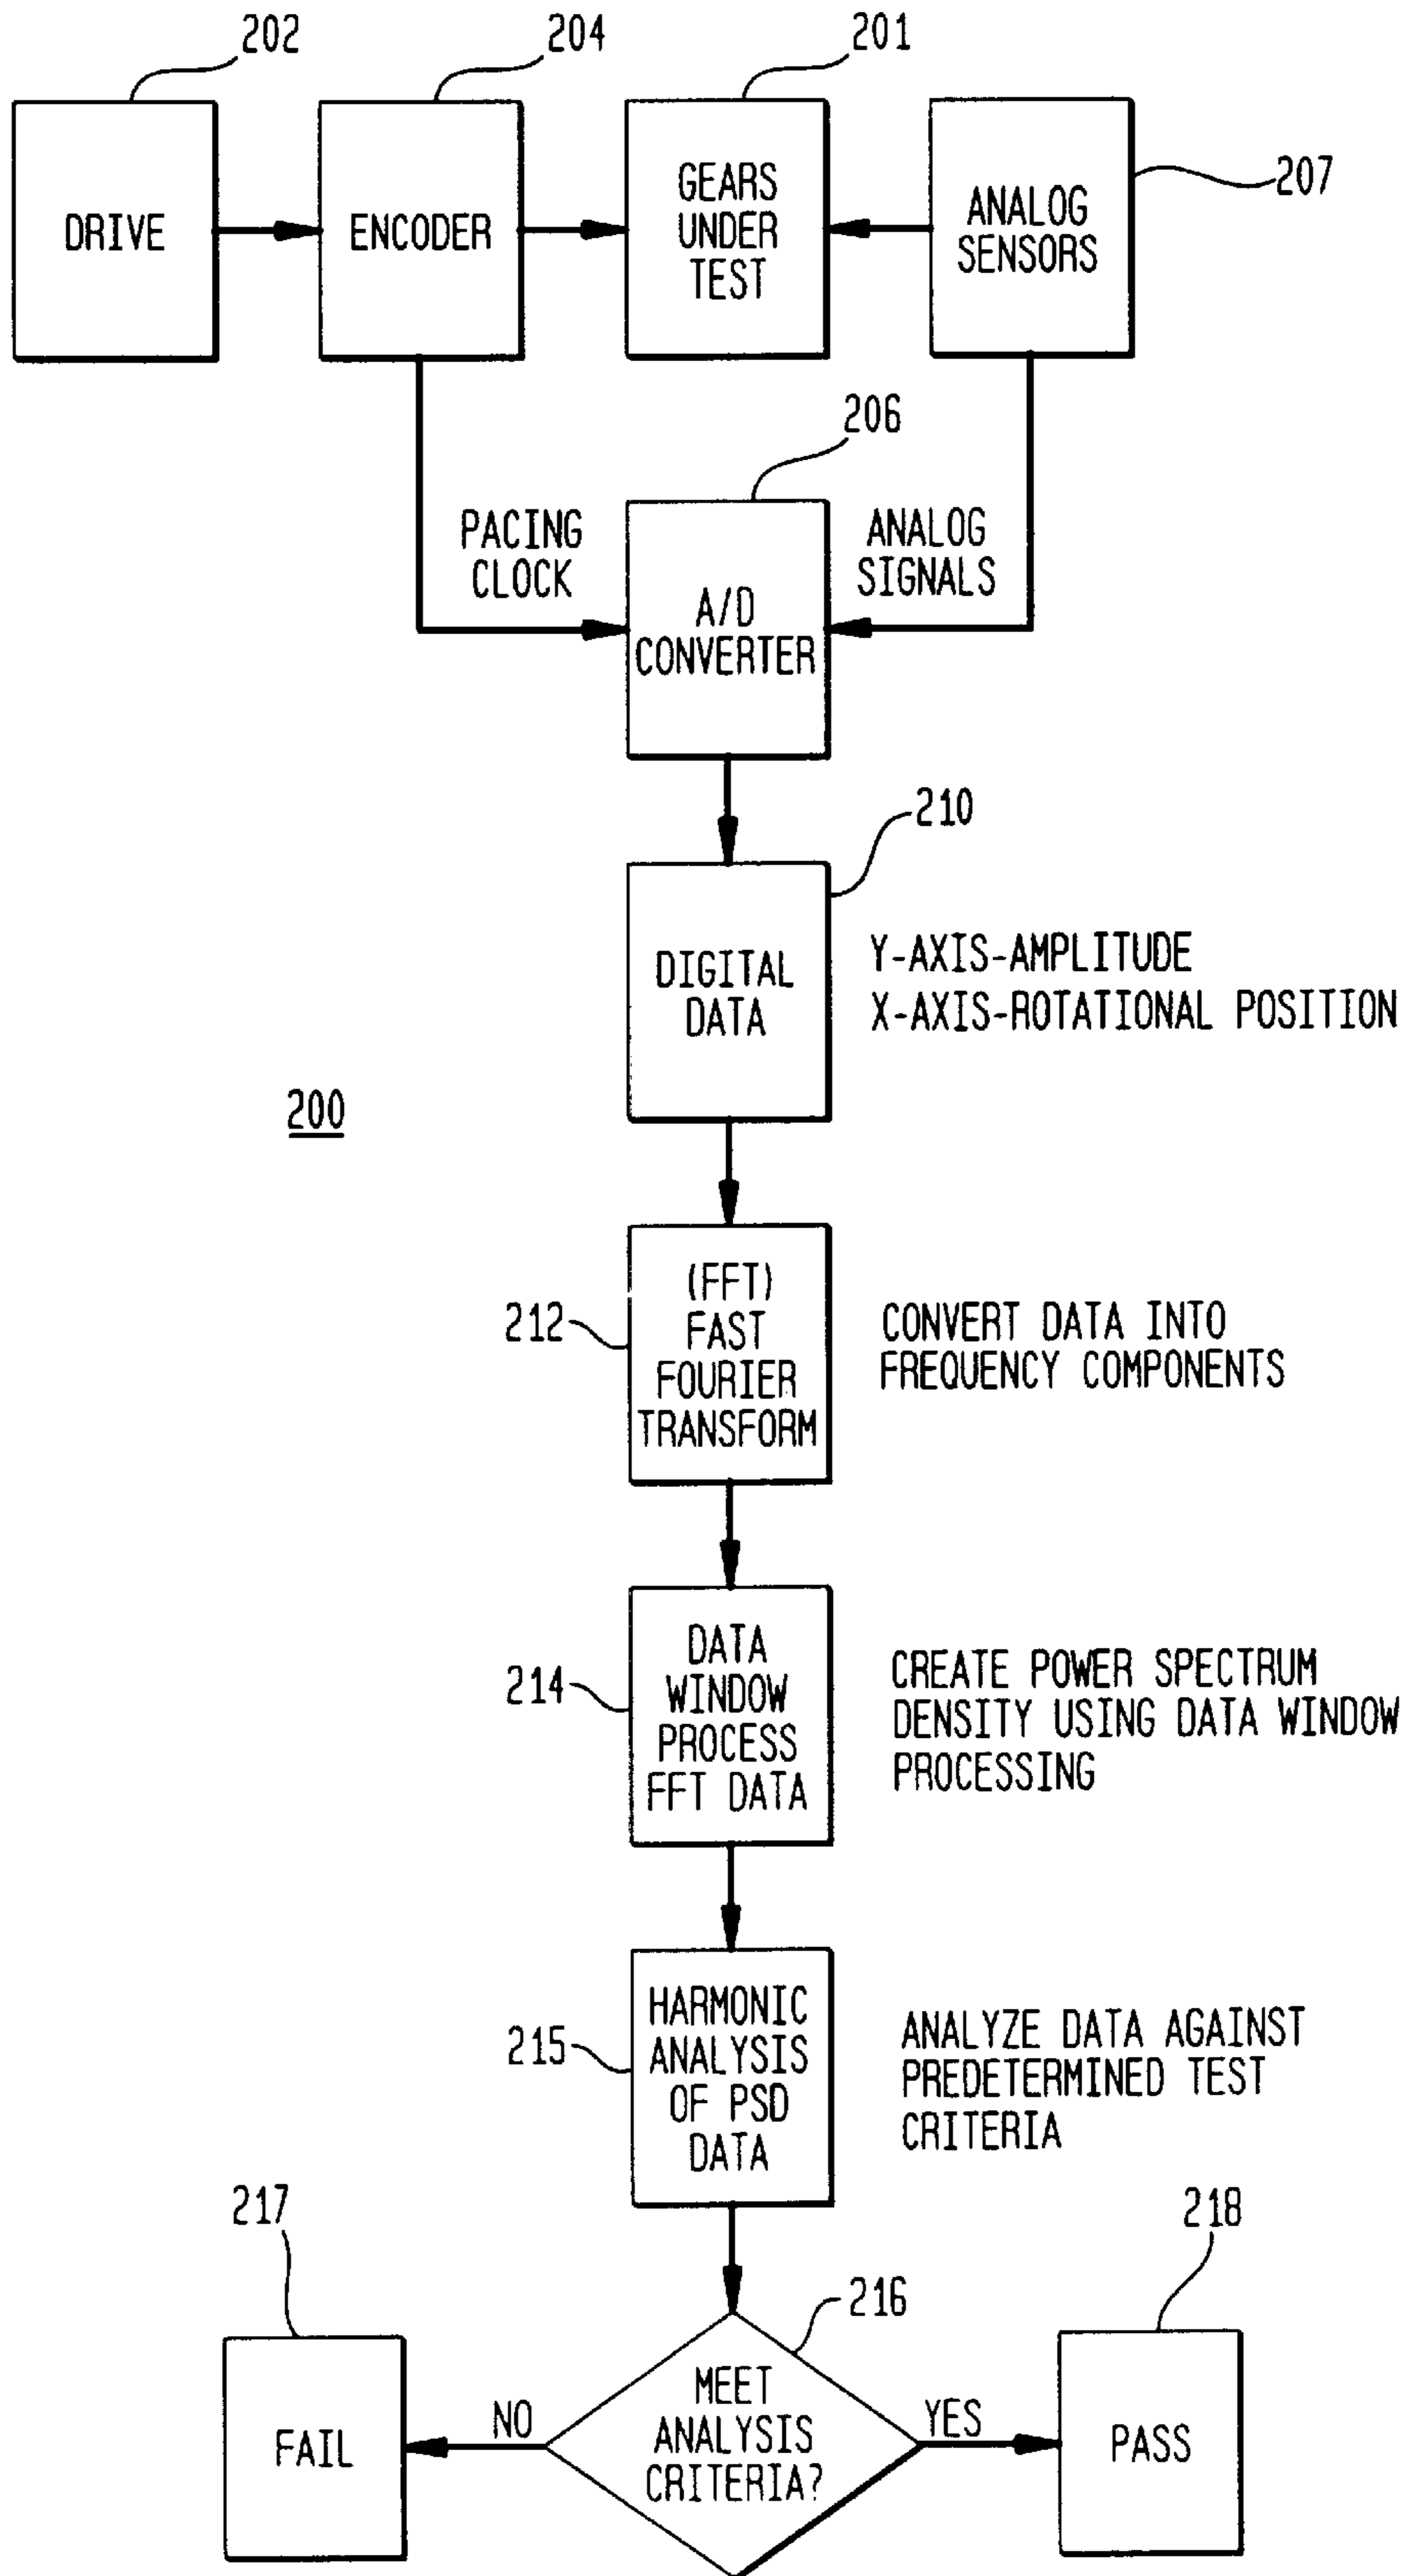 202
204
201
207
DRIVE
ENCODER
GEARS
UNDER
TEST
ANALOG
SENSORS
206
PACING
CLOCK
A/D
CONVERTER
ANALOG
SIGNALS
210
DIGITAL
DATA
Y-AXIS-AMPLITUDE
X-AXIS-ROTATIONAL POSITION
200
212
(FFT)
FAST
FOURIER
TRANSFORM
CONVERT DATA INTO
FREQUENCY COMPONENTS
214
DATA
WINDOW
PROCESS
FFT DATA
CREATE POWER SPECTRUM
DENSITY USING DATA WINDOW
PROCESSING
215
HARMONIC
ANALYSIS
OF PSD
DATA
ANALYZE DATA AGAINST
PREDETERMINED TEST
CRITERIA
217
216
218
FAIL
NO
MEET
ANALYSIS
CRITERIA?
YES
PASS